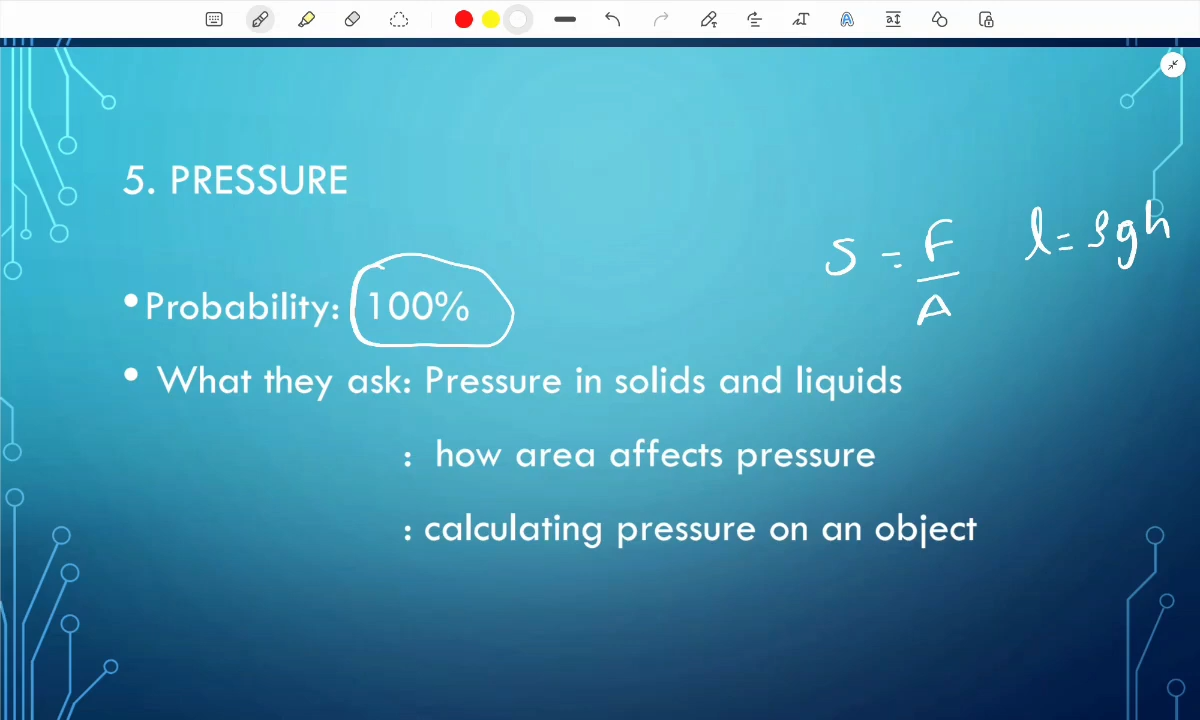 5. PRESSURE
S = F/A l = ρgh
•Probability: 100%
• What they ask: Pressure in solids and liquids
: how area affects pressure
: calculating pressure on an object